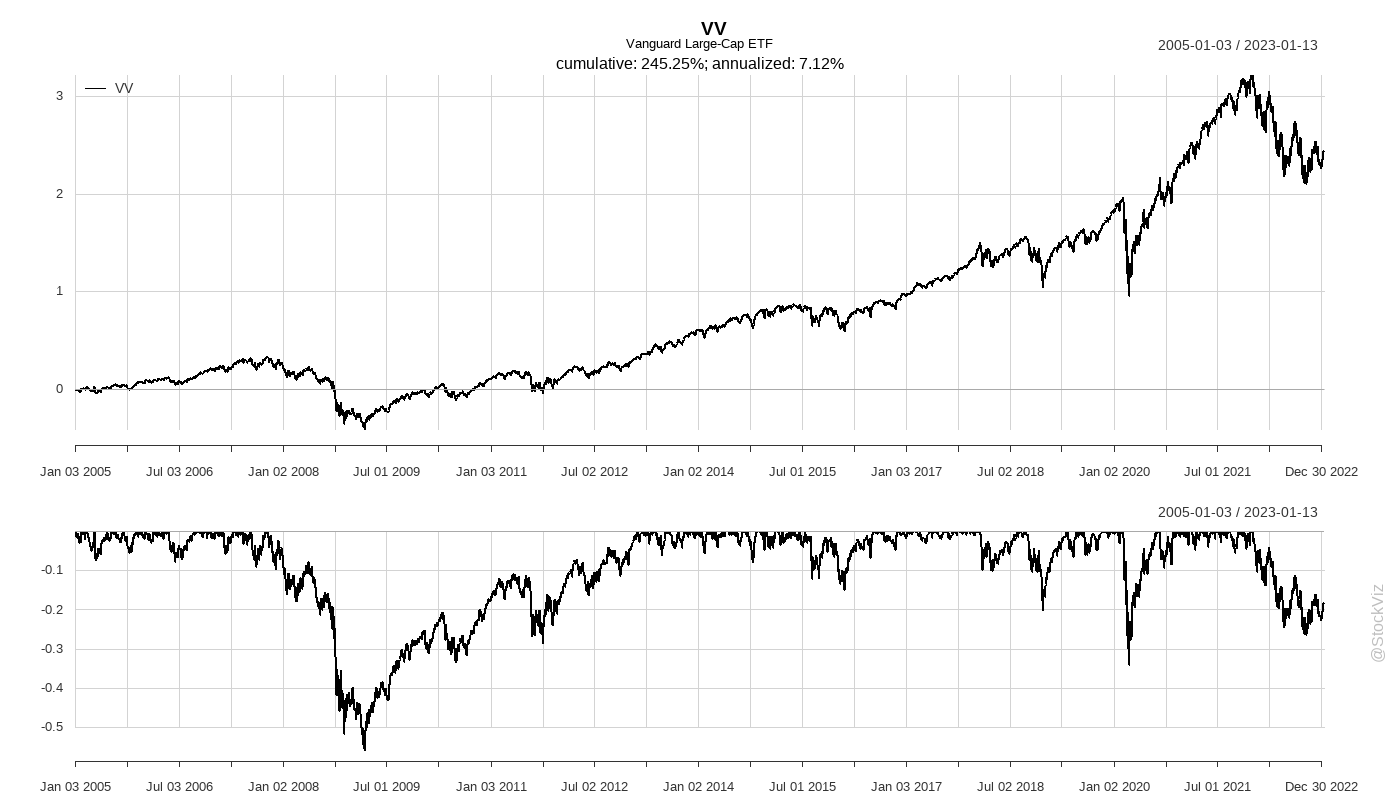 VV
Vanguard Large-Cap ETF
2005-01-03 / 2023-01-13
cumulative: 245.25%; annualized: 7.12%
VV
3
2
1
0
Jan 03 2005 Jul 03 2006 Jan 02 2008 Jul 01 2009 Jan 03 2011 Jul 02 2012 Jan 02 2014 Jul 01 2015 Jan 03 2017 Jul 02 2018 Jan 02 2020 Jul 01 2021 Dec 30 2022
2005-01-03 / 2023-01-13
-0.1
-0.2
-0.3
-0.4
-0.5
@StockViz
Jan 03 2005 Jul 03 2006 Jan 02 2008 Jul 01 2009 Jan 03 2011 Jul 02 2012 Jan 02 2014 Jul 01 2015 Jan 03 2017 Jul 02 2018 Jan 02 2020 Jul 01 2021 Dec 30 2022